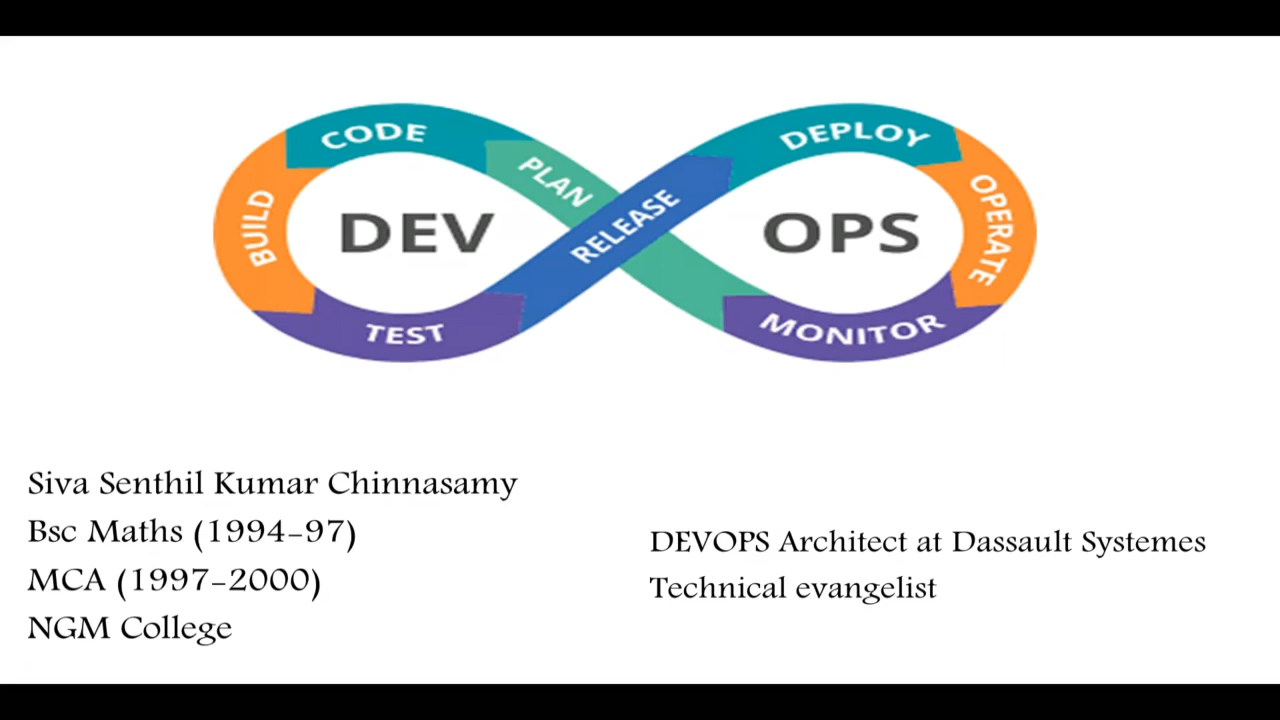 CODE
PLAN
BUILD
DEV
TEST
RELEASE
DEPLOY
OPS
OPERATE
MONITOR
Siva Senthil Kumar Chinnasamy
Bsc Maths (1994-97)
MCA (1997-2000)
NGM College
DEVOPS Architect at Dassault Systemes
Technical evangelist